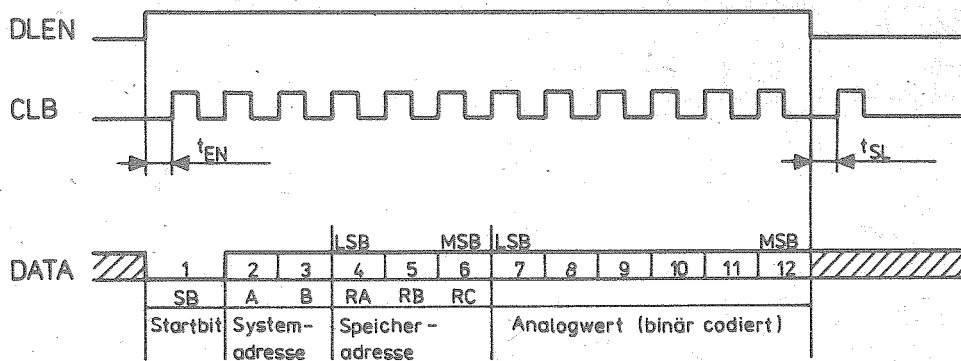 DLEN
CLB
tEN
tSL
LSB MSB LSB MSB
DATA 1 2 3 4 5 6 7 8 9 10 11 12
SB A B RA RB RC
Startbit System- Speicher- Analogwert (binär codiert)
adresse adresse